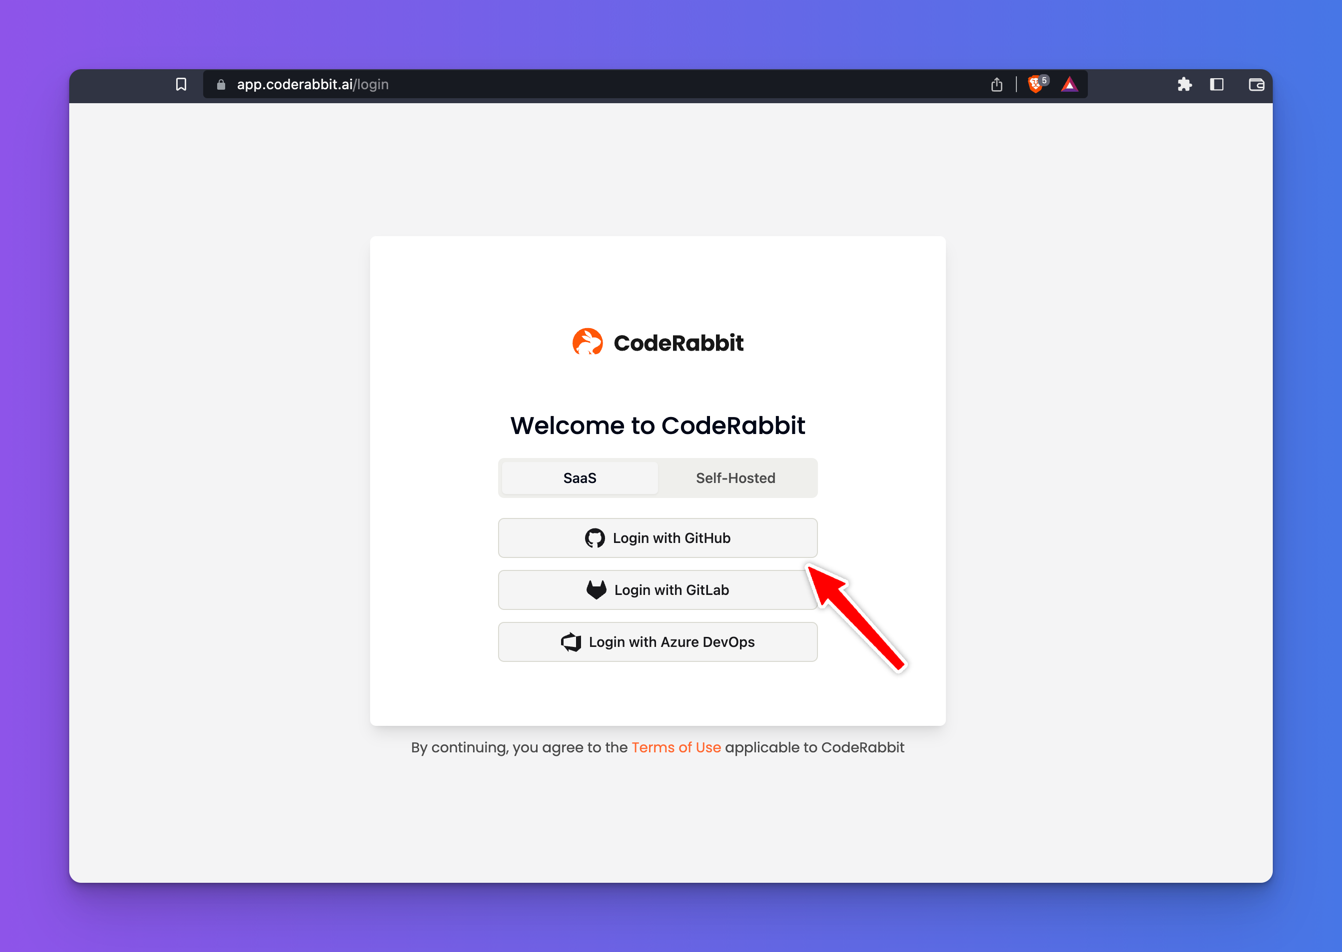 app.coderabbit.ai/login
5
CodeRabbit
Welcome to CodeRabbit
SaaS
Self-Hosted
Login with GitHub
Login with GitLab
Login with Azure DevOps
By continuing, you agree to the Terms of Use applicable to CodeRabbit